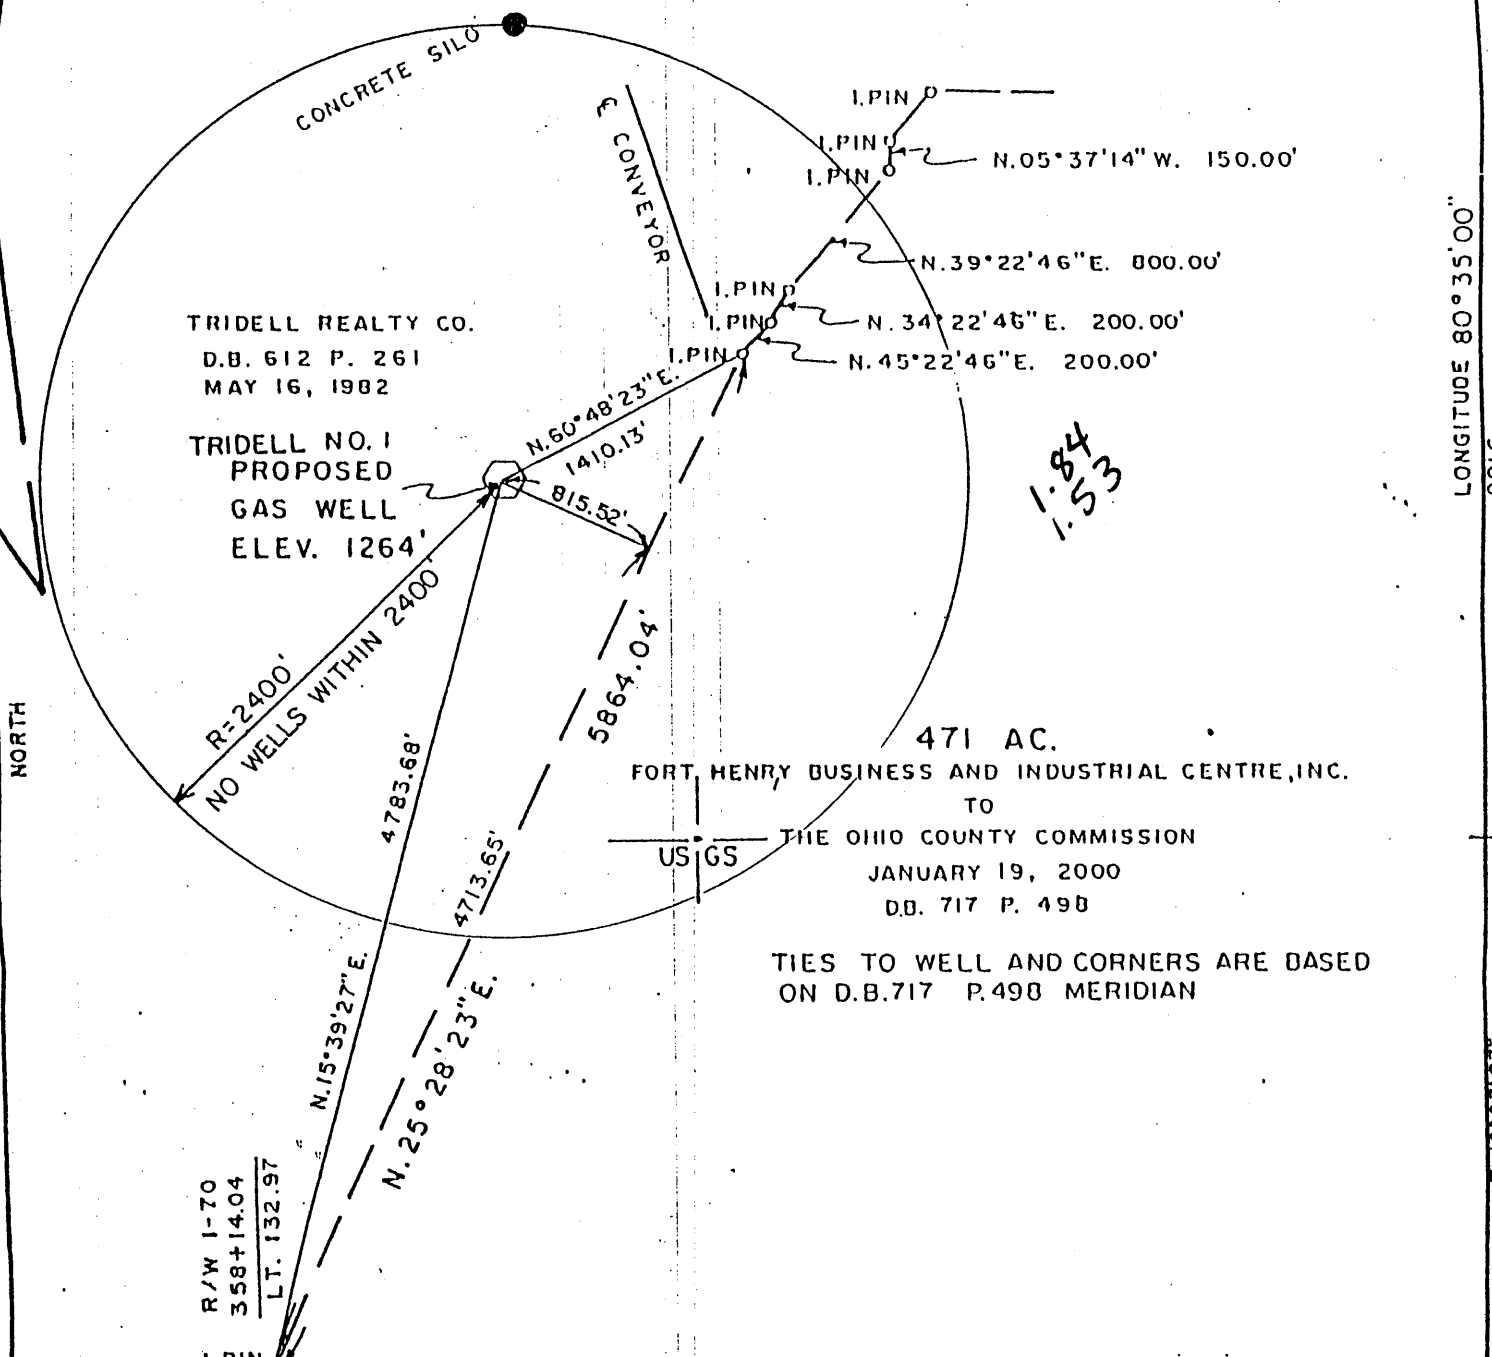 CONCRETE SILO
℄ CONVEYOR
I.PIN
I.PIN
I.PIN
N.05°37'14" W. 150.00'
N.39°22'46" E. 800.00'
I.PIN
I.PIN
N. 34°22'46" E. 200.00'
I.PIN
N. 45°22'46" E. 200.00'
LONGITUDE 80°35'00"
TRIDELL REALTY CO.
D.B. 612 P. 261
MAY 16, 1982
TRIDELL NO. 1
PROPOSED
GAS WELL
ELEV. 1264'
N.60°48'23" E.
1410.13'
815.52'
1.84
1.53
R=2400'
NO WELLS WITHIN 2400'
NORTH
5864.04'
4783.68'
4713.65'
N.15°39'27" E.
N.25°28'23" E.
471 AC.
FORT HENRY BUSINESS AND INDUSTRIAL CENTRE, INC.
TO
THE OHIO COUNTY COMMISSION
US GS
JANUARY 19, 2000
D.B. 717 P. 498
TIES TO WELL AND CORNERS ARE BASED
ON D.B.717 P.498 MERIDIAN
R/W I-70
358+14.04
LT. 132.97
I.PIN